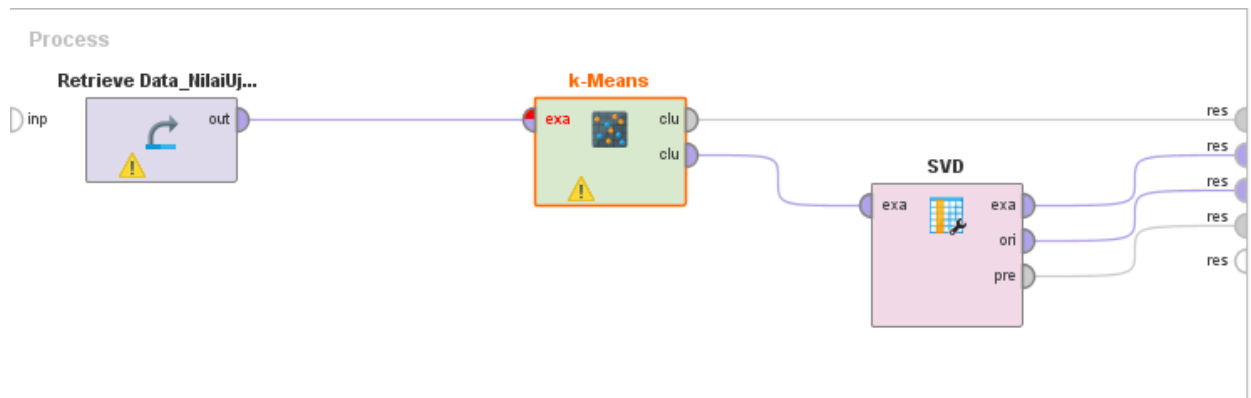 Process
Retrieve Data_NilaiUj...
inp
out
k-Means
exa
clu
clu
SVD
exa
exa
ori
pre
res
res
res
res
res